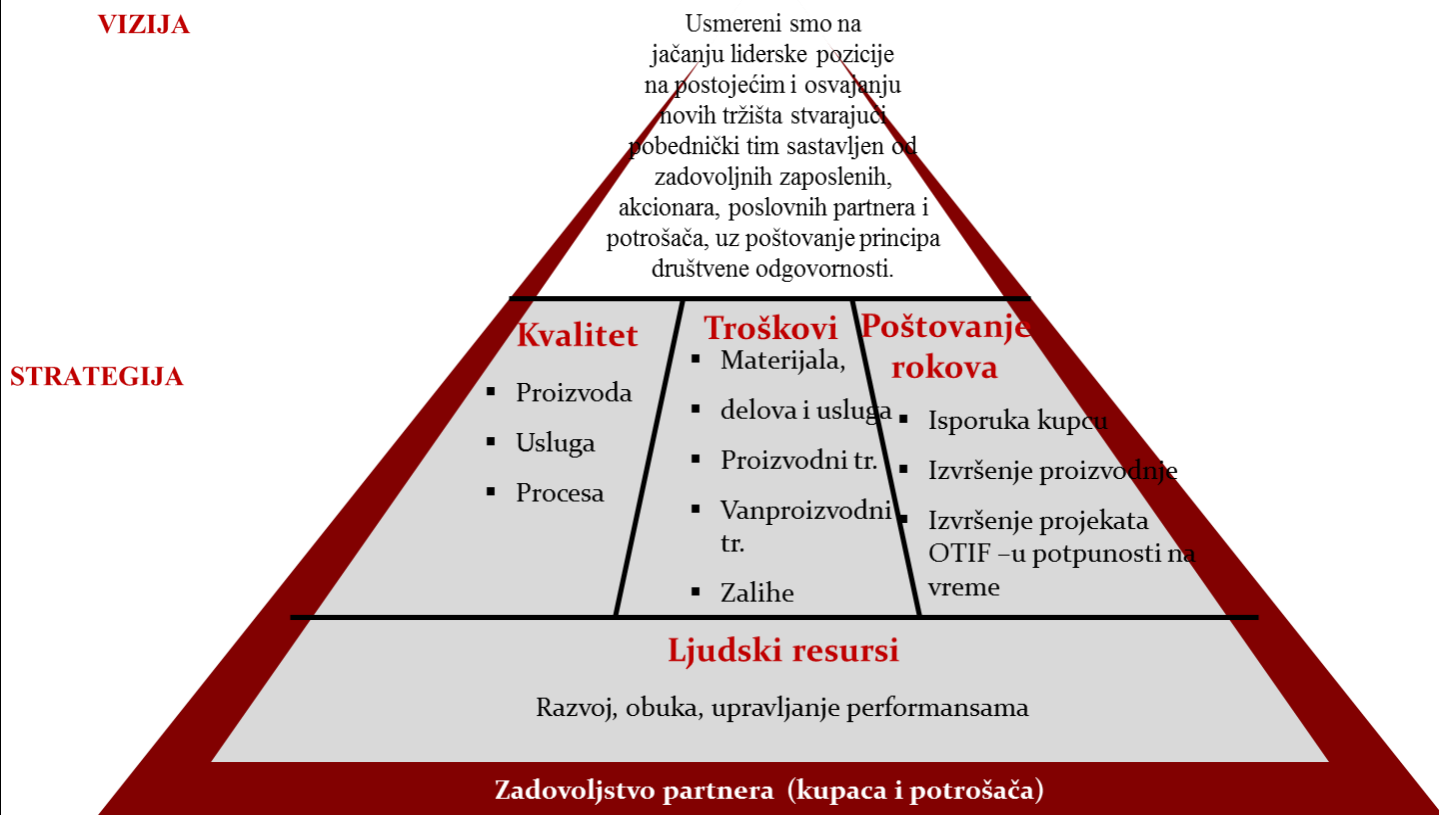 VIZIJA
Usmereni smo na
jačanju liderske pozicije
na postojećim i osvajanju
novih tržišta stvarajući
pobednički tim sastavljen od
zadovoljnih zaposlenih,
akcionara, poslovnih partnera i
potrošača, uz poštovanje principa
društvene odgovornosti.
STRATEGIJA
Kvalitet
▪ Proizvoda
▪ Usluga
▪ Procesa
Troškovi
▪ Materijala,
▪ delova i usluga
▪ Proizvodni tr.
▪ Vanproizvodni
tr.
▪ Zalihe
Poštovanje
rokova
▪ Isporuka kupcu
▪ Izvršenje proizvodnje
▪ Izvršenje projekata
OTIF –u potpunosti na
vreme
Ljudski resursi
Razvoj, obuka, upravljanje performansama
Zadovoljstvo partnera (kupaca i potrošača)